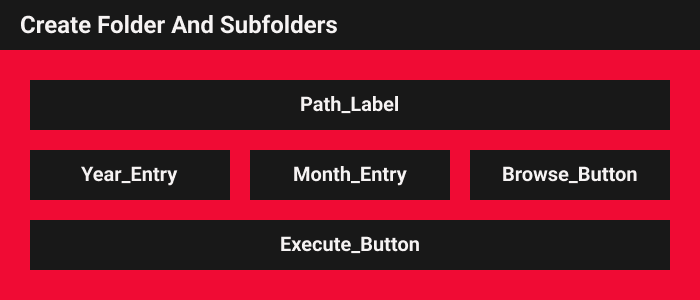 Create Folder And Subfolders
Path_Label
Year_Entry
Month_Entry
Browse_Button
Execute_Button